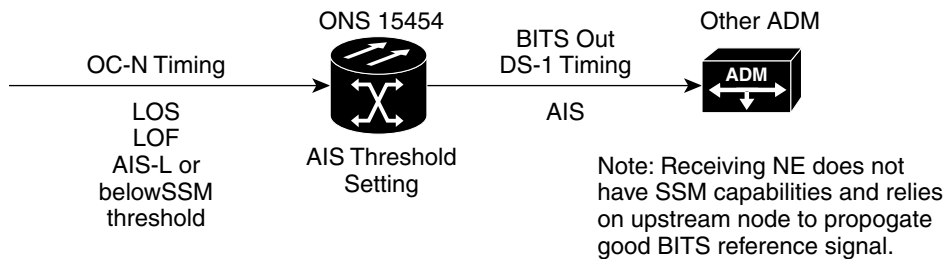 ONS 15454
Other ADM
OC-N Timing
BITS Out
DS-1 Timing
ADM
LOS
LOF
AIS-L or
belowSSM
threshold
AIS Threshold
Setting
AIS
Note: Receiving NE does not
have SSM capabilities and relies
on upstream node to propogate
good BITS reference signal.